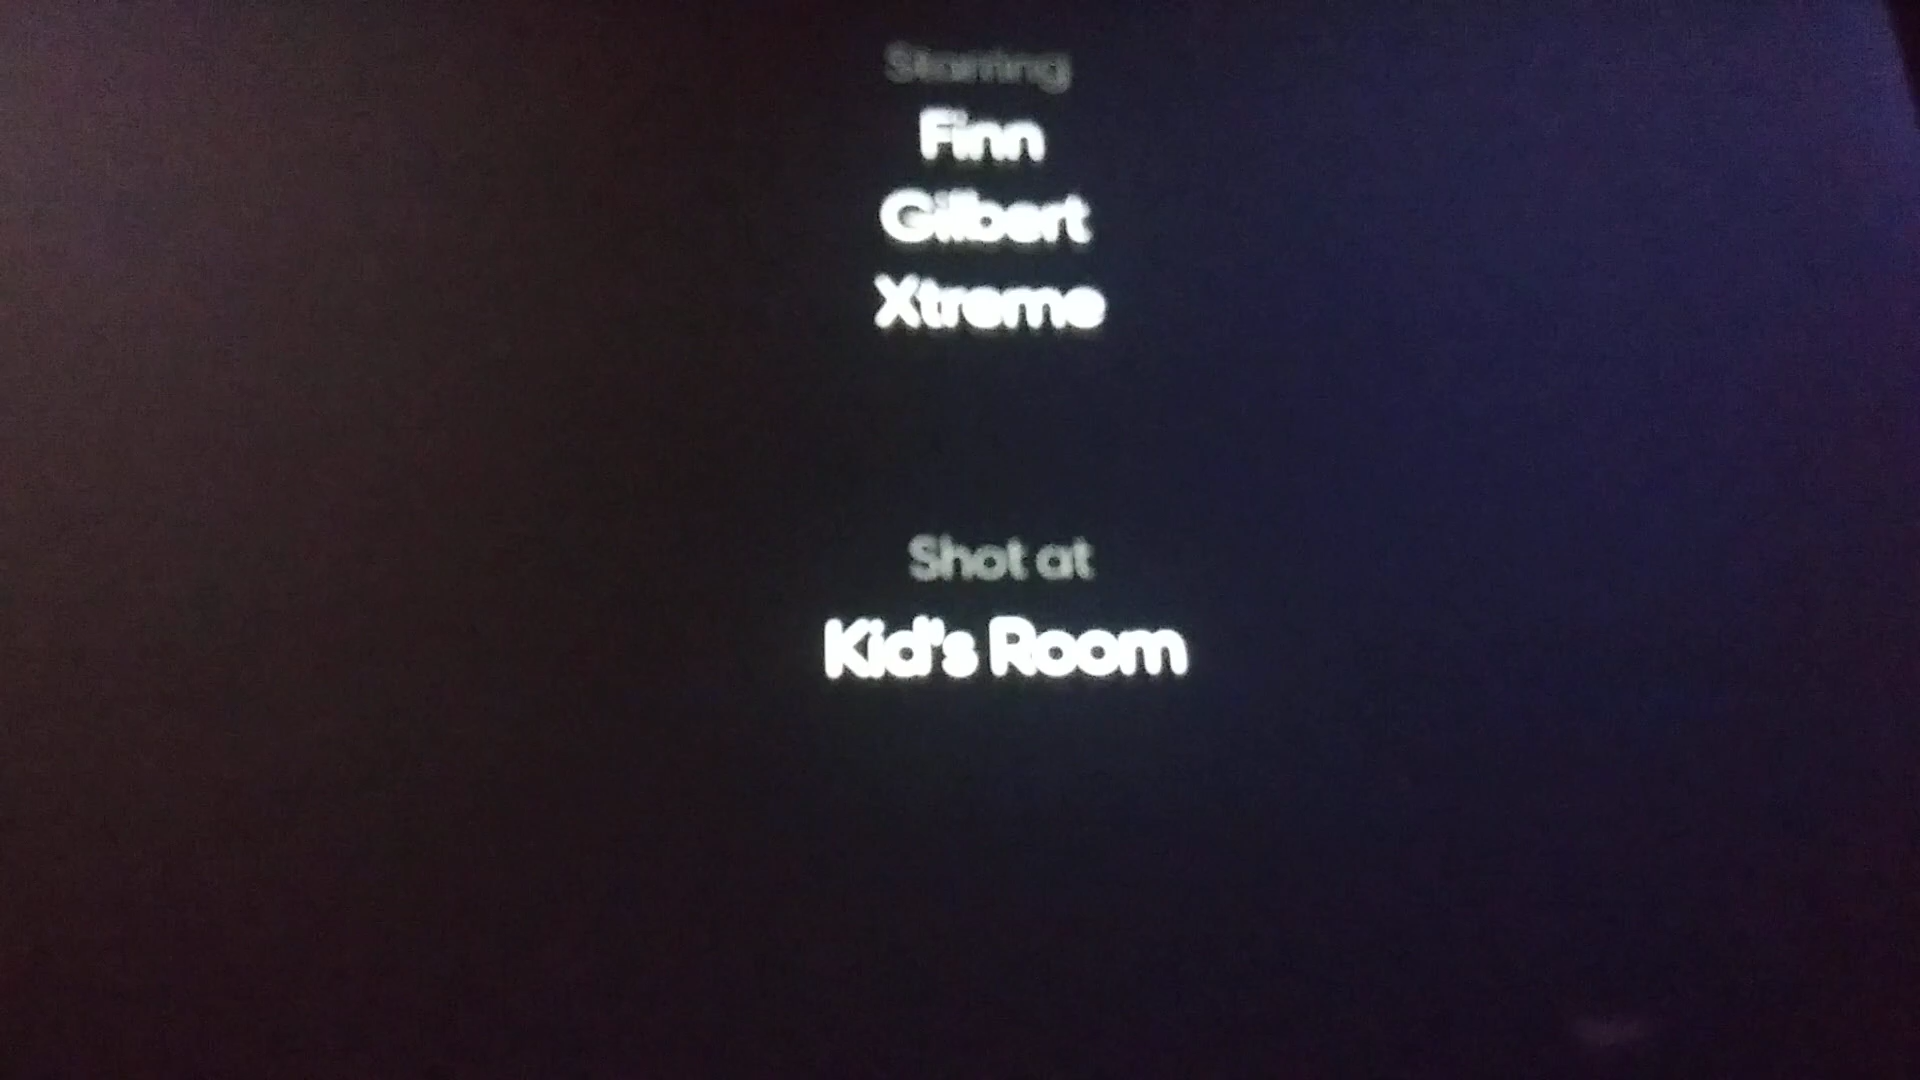 Starring
Finn
Gilbert
Xtreme
Shot at
Kid's Room